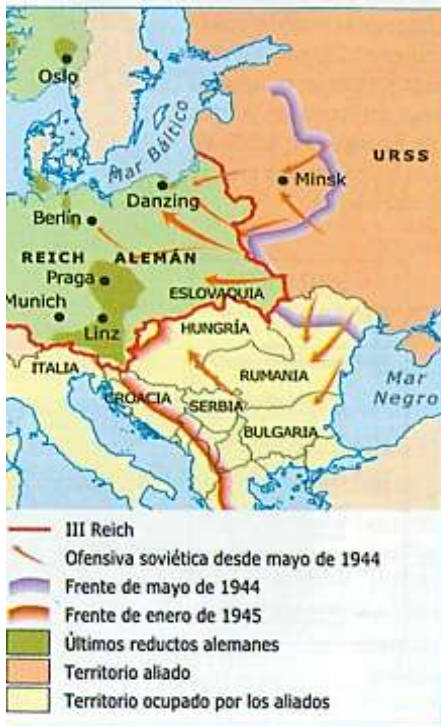 Oslo
Mar Báltico
URSS
Minsk
Danzing
Berlín
REICH ALEMÁN
Praga
ESLOVAQUIA
Munich
Linz
HUNGRÍA
ITALIA
RUMANIA
Mar
Negro
CROACIA
SERBIA
BULGARIA
III Reich
Ofensiva soviética desde mayo de 1944
Frente de mayo de 1944
Frente de enero de 1945
Últimos reductos alemanes
Territorio aliado
Territorio ocupado por los aliados